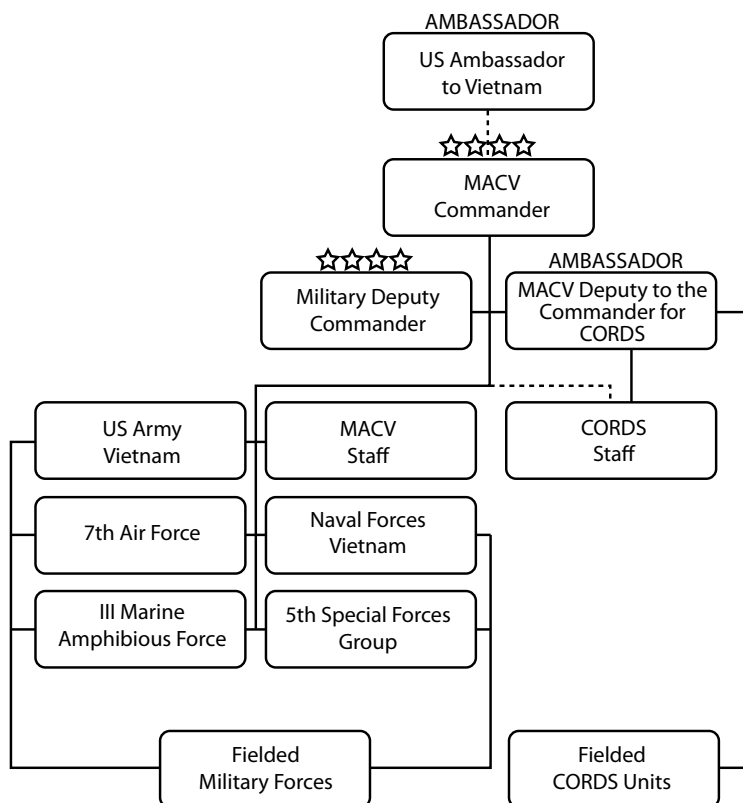 AMBASSADOR
US Ambassador
to Vietnam
MACV
Commander
Military Deputy
Commander
AMBASSADOR
MACV Deputy to the
Commander for
CORDS
US Army
Vietnam
MACV
Staff
CORDS
Staff
7th Air Force
Naval Forces
Vietnam
III Marine
Amphibious Force
5th Special Forces
Group
Fielded
Military Forces
Fielded
CORDS Units